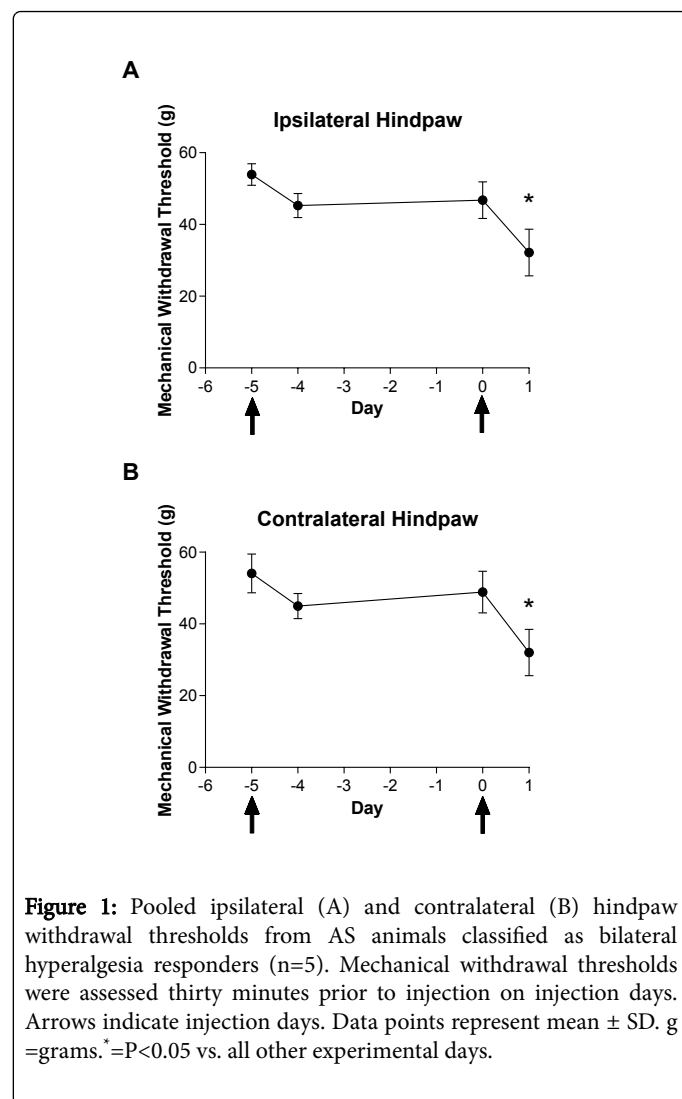 A
Ipsilateral Hindpaw
Mechanical Withdrawal Threshold (g)
60
40
20
0
*
-6 -5 -4 -3 -2 -1 0 1
Day
B
Contralateral Hindpaw
Mechanical Withdrawal Threshold (g)
60
40
20
0
*
-6 -5 -4 -3 -2 -1 0 1
Day
Figure 1: Pooled ipsilateral (A) and contralateral (B) hindpaw
withdrawal thresholds from AS animals classified as bilateral
hyperalgesia responders (n=5). Mechanical withdrawal thresholds
were assessed thirty minutes prior to injection on injection days.
Arrows indicate injection days. Data points represent mean ± SD. g
=grams.*=P<0.05 vs. all other experimental days.